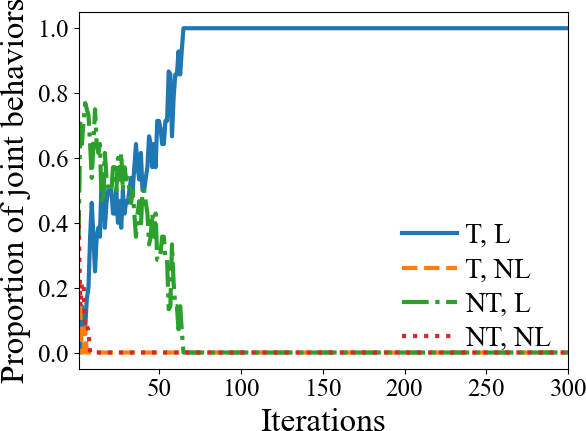 Proportion of joint behaviors
1.0
0.8
0.6
0.4
0.2
0.0
T, L
T, NL
NT, L
NT, NL
50 100 150 200 250 300
Iterations